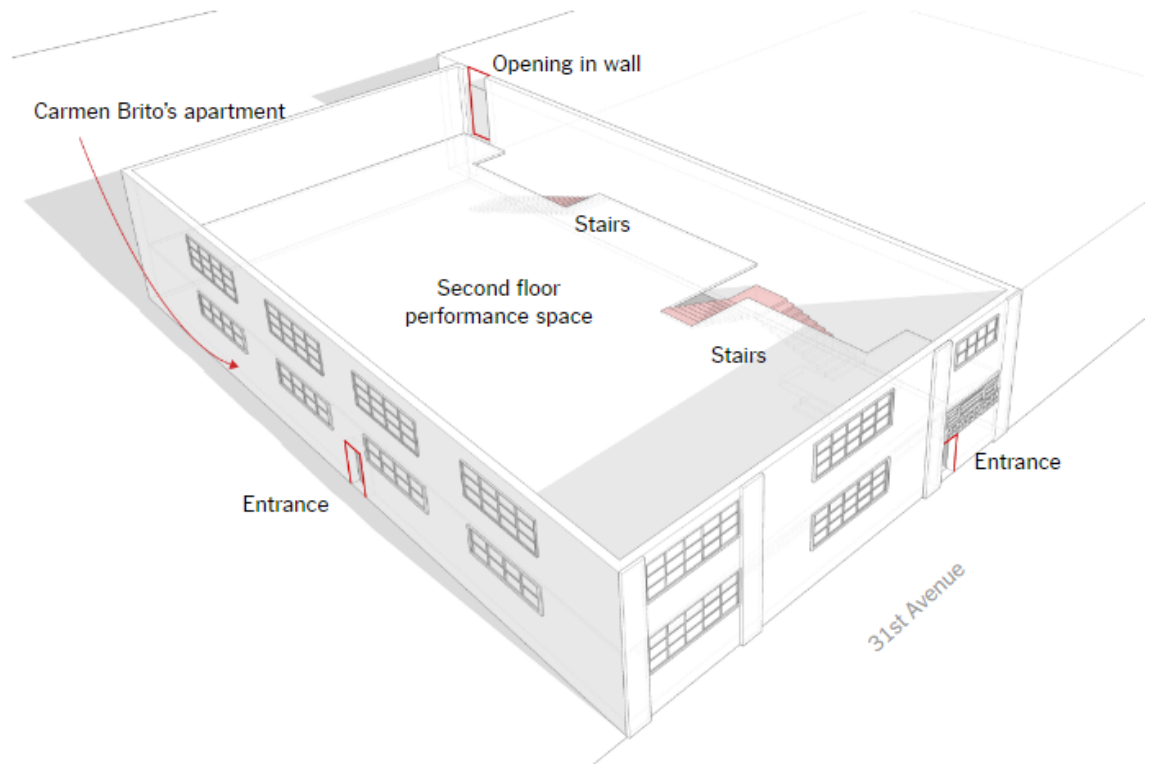 Opening in wall
Carmen Brito's apartment
Stairs
Second floor
performance space
Stairs
Entrance
Entrance
31st Avenue